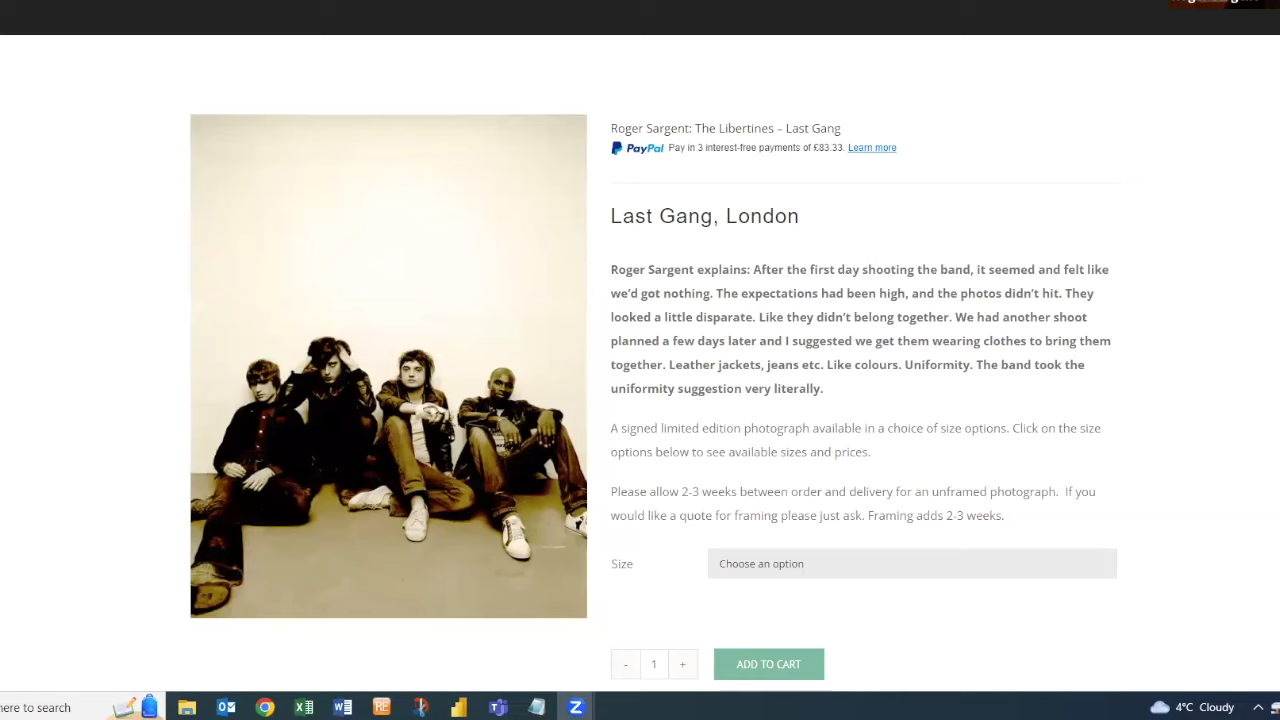 Roger Sargent: The Libertines – Last Gang
PayPal Pay in 3 interest-free payments of £83.33. Learn more
Last Gang, London
Roger Sargent explains: After the first day shooting the band, it seemed and felt like
we’d got nothing. The expectations had been high, and the photos didn’t hit. They
looked a little disparate. Like they didn’t belong together. We had another shoot
planned a few days later and I suggested we get them wearing clothes to bring them
together. Leather jackets, jeans etc. Like colours. Uniformity. The band took the
uniformity suggestion very literally.
A signed limited edition photograph available in a choice of size options. Click on the size
options below to see available sizes and prices.
Please allow 2-3 weeks between order and delivery for an unframed photograph. If you
would like a quote for framing please just ask. Framing adds 2-3 weeks.
Size Choose an option
- 1 + ADD TO CART
here to search RE 4°C Cloudy